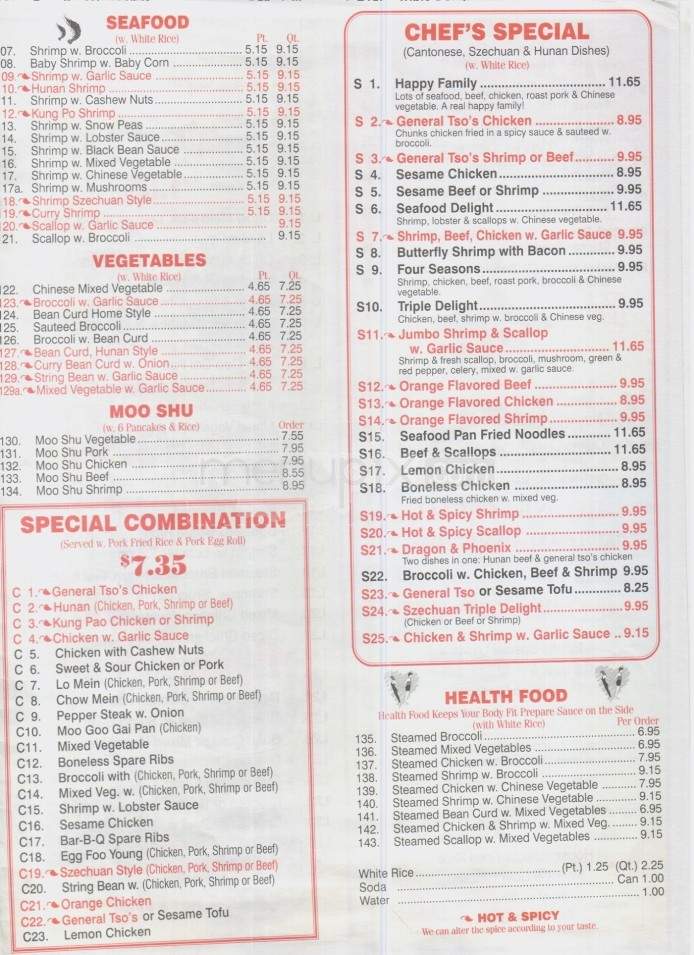 SEAFOOD
(w. White Rice) Pt. Qt.
07. Shrimp w. Broccoli 5.15 9.15
08. Baby Shrimp w. Baby Corn 5.15 9.15
09. Shrimp w. Garlic Sauce 5.15 9.15
10. Hunan Shrimp 5.15 9.15
11. Shrimp w. Cashew Nuts 5.15 9.15
12. Kung Po Shrimp 5.15 9.15
13. Shrimp w. Snow Peas 5.15 9.15
14. Shrimp w. Lobster Sauce 5.15 9.15
15. Shrimp w. Black Bean Sauce 5.15 9.15
16. Shrimp w. Mixed Vegetable 5.15 9.15
17. Shrimp w. Chinese Vegetable 5.15 9.15
17a. Shrimp w. Mushrooms 5.15 9.15
18. Shrimp Szechuan Style 5.15 9.15
19. Curry Shrimp 5.15 9.15
120. Scallop w. Garlic Sauce 9.15
21. Scallop w. Broccoli 9.15
VEGETABLES
(w. White Rice) Pt. Qt.
122. Chinese Mixed Vegetable 4.65 7.25
123. Broccoli w. Garlic Sauce 4.65 7.25
124. Bean Curd Home Style 4.65 7.25
125. Sauteed Broccoli 4.65 7.25
126. Broccoli w. Bean Curd 4.65 7.25
127. Bean Curd, Hunan Style 4.65 7.25
128. Curry Bean Curd w. Onion 4.65 7.25
129. String Bean w. Garlic Sauce 4.65 7.25
129a. Mixed Vegetable w. Garlic Sauce 4.65 7.25
MOO SHU
(w. 6 Pancakes & Rice) Order
130. Moo Shu Vegetable 7.55
131. Moo Shu Pork 7.95
132. Moo Shu Chicken 7.95
133. Moo Shu Beef 8.55
134. Moo Shu Shrimp 8.95
SPECIAL COMBINATION
(Served w. Pork Fried Rice & Pork Egg Roll)
$7.35
C 1. General Tso's Chicken
C 2. Hunan (Chicken, Pork, Shrimp or Beef)
C 3. Kung Pao Chicken or Shrimp
C 4. Chicken w. Garlic Sauce
C 5. Chicken with Cashew Nuts
C 6. Sweet & Sour Chicken or Pork
C 7. Lo Mein (Chicken, Pork, Shrimp or Beef)
C 8. Chow Mein (Chicken, Pork, Shrimp or Beef)
C 9. Pepper Steak w. Onion
C10. Moo Goo Gai Pan (Chicken)
C11. Mixed Vegetable
C12. Boneless Spare Ribs
C13. Broccoli with (Chicken, Pork, Shrimp or Beef)
C14. Mixed Veg. w. (Chicken, Pork, Shrimp or Beef)
C15. Shrimp w. Lobster Sauce
C16. Sesame Chicken
C17. Bar-B-Q Spare Ribs
C18. Egg Foo Young (Chicken, Pork, Shrimp or Beef)
C19. Szechuan Style (Chicken, Pork, Shrimp or Beef)
C20. String Bean w. (Chicken, Pork, Shrimp or Beef)
C21. Orange Chicken
C22. General Tso's or Sesame Tofu
C23. Lemon Chicken
CHEF'S SPECIAL
(Cantonese, Szechuan & Hunan Dishes)
(w. White Rice)
S 1. Happy Family 11.65
Lots of seafood, beef, chicken, roast pork & Chinese
vegetable. A real happy family!
S 2. General Tso's Chicken 8.95
Chunks chicken fried in a spicy sauce & sauteed w.
broccoli.
S 3. General Tso's Shrimp or Beef 9.95
S 4. Sesame Chicken 8.95
S 5. Sesame Beef or Shrimp 9.95
S 6. Seafood Delight 11.65
Shrimp, lobster & scallops w. Chinese vegetable.
S 7. Shrimp, Beef, Chicken w. Garlic Sauce 9.95
S 8. Butterfly Shrimp with Bacon 9.95
S 9. Four Seasons 9.95
Shrimp, chicken, beef, roast pork, broccoli & Chinese
vegetable.
S10. Triple Delight 9.95
Chicken, beef, shrimp w. broccoli & Chinese veg.
S11. Jumbo Shrimp & Scallop
w. Garlic Sauce 11.65
Shrimp & fresh scallop, broccoli, mushroom, green &
red pepper, celery, mixed w. garlic sauce.
S12. Orange Flavored Beef 9.95
S13. Orange Flavored Chicken 8.95
S14. Orange Flavored Shrimp 9.95
S15. Seafood Pan Fried Noodles 11.65
S16. Beef & Scallops 11.65
S17. Lemon Chicken 8.95
S18. Boneless Chicken 8.95
Fried boneless chicken w. mixed veg.
S19. Hot & Spicy Shrimp 9.95
S20. Hot & Spicy Scallop 9.95
S21. Dragon & Phoenix 9.95
Two dishes in one: Hunan beef & general tso's chicken
S22. Broccoli w. Chicken, Beef & Shrimp 9.95
S23. General Tso or Sesame Tofu 8.25
S24. Szechuan Triple Delight 9.95
(Chicken or Beef or Shrimp)
S25. Chicken & Shrimp w. Garlic Sauce 9.15
HEALTH FOOD
Health Food Keeps Your Body Fit Prepare Sauce on the Side
(with White Rice) Per Order
135. Steamed Broccoli 6.95
136. Steamed Mixed Vegetables 6.95
137. Steamed Chicken w. Broccoli 7.95
138. Steamed Shrimp w. Broccoli 9.15
139. Steamed Chicken w. Chinese Vegetable 7.95
140. Steamed Shrimp w. Chinese Vegetable 9.15
141. Steamed Bean Curd w. Mixed Vegetables 6.95
142. Steamed Chicken & Shrimp w. Mixed Veg. 9.15
143. Steamed Scallop w. Mixed Vegetables 9.15
White Rice (Pt.) 1.25 (Qt.) 2.25
Soda Can 1.00
Water 1.00
HOT & SPICY
We can alter the spice according to your taste.